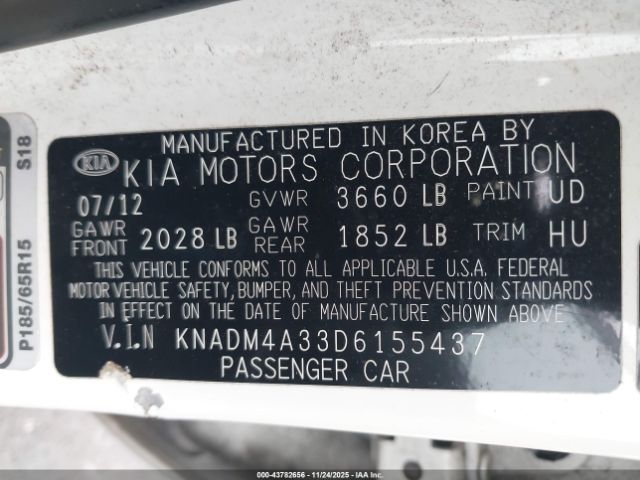 MANUFACTURED IN KOREA BY
KIA KIA MOTORS CORPORATION
07/12 GVWR 3660 LB PAINT UD
GAWR FRONT 2028 LB GAWR REAR 1852 LB TRIM HU
THIS VEHICLE CONFORMS TO ALL APPLICABLE U.S.A. FEDERAL
MOTOR VEHICLE SAFETY, BUMPER, AND THEFT PREVENTION STANDARDS
IN EFFECT ON THE DATE OF MANUFACTURE SHOWN ABOVE.
V.I.N KNADM4A33D6155437
PASSENGER CAR
P185/65R15 S18
000-43782656 - 11/24/2025 - IAA, Inc.